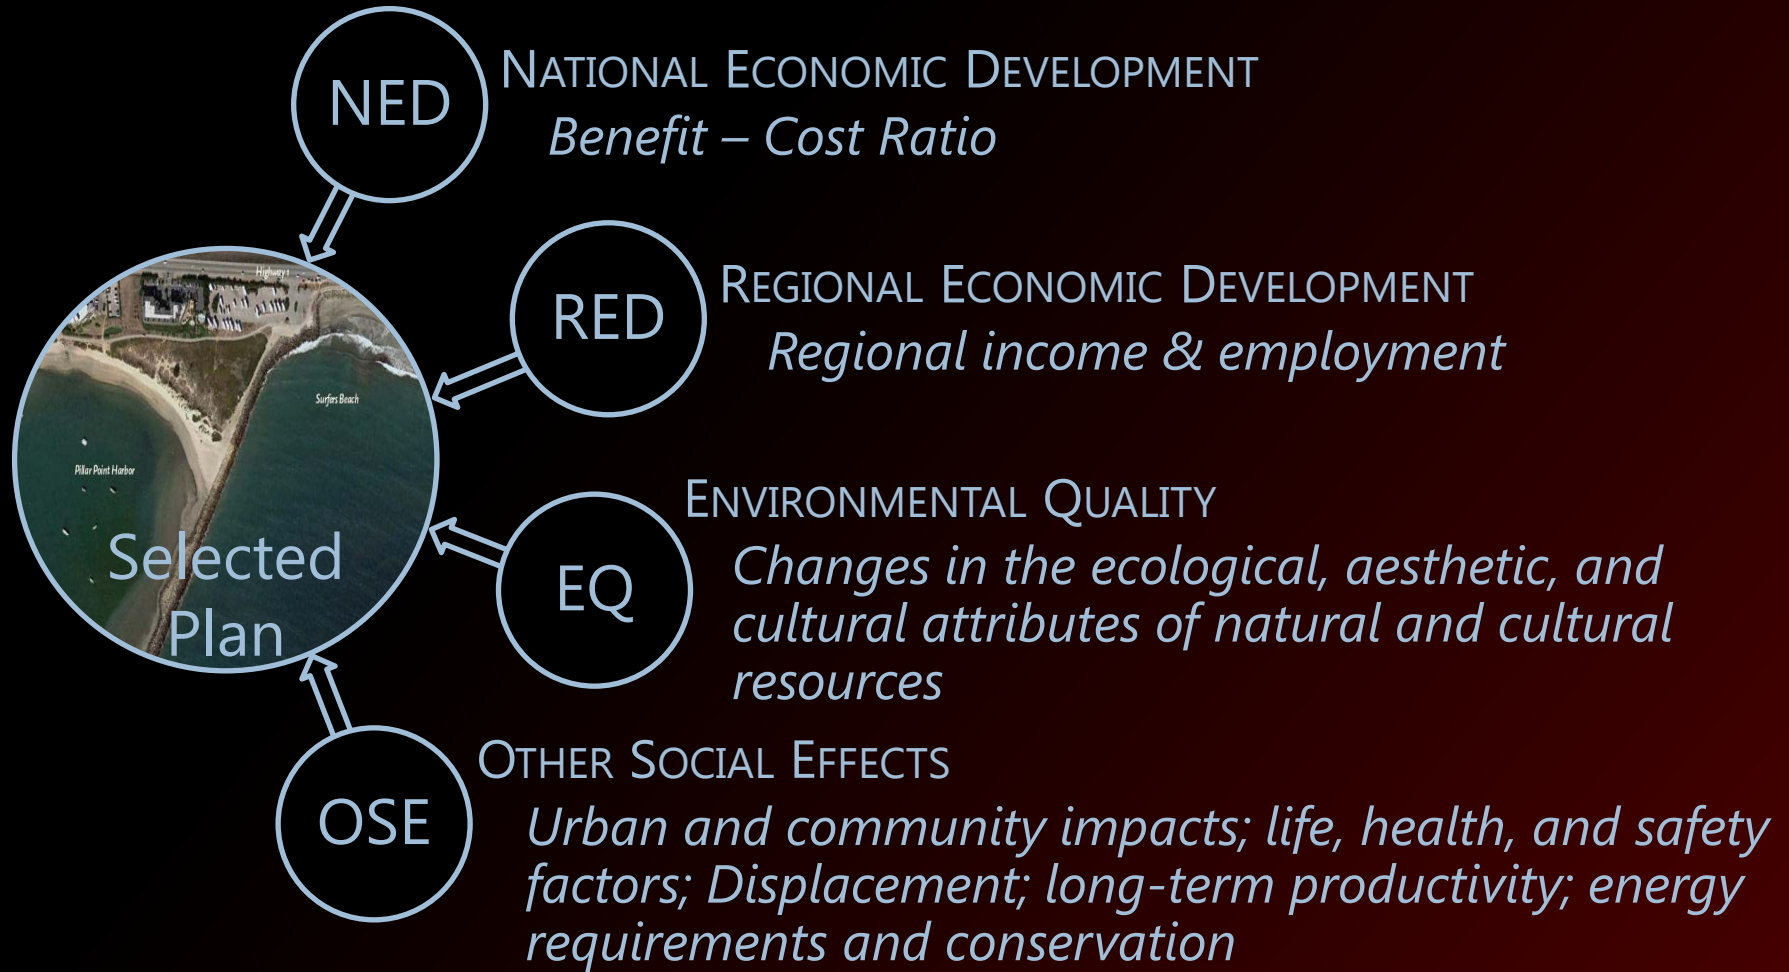 NED
NATIONAL ECONOMIC DEVELOPMENT
Benefit – Cost Ratio
RED
REGIONAL ECONOMIC DEVELOPMENT
Regional income & employment
Highway 1
Surfers Beach
Pillar Point Harbor
Selected
Plan
EQ
ENVIRONMENTAL QUALITY
Changes in the ecological, aesthetic, and
cultural attributes of natural and cultural
resources
OSE
OTHER SOCIAL EFFECTS
Urban and community impacts; life, health, and safety
factors; Displacement; long-term productivity; energy
requirements and conservation